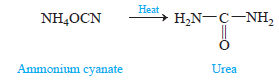 Heat
NH₄OCN ⟶ H₂N—C—NH₂
O
Ammonium cyanate Urea